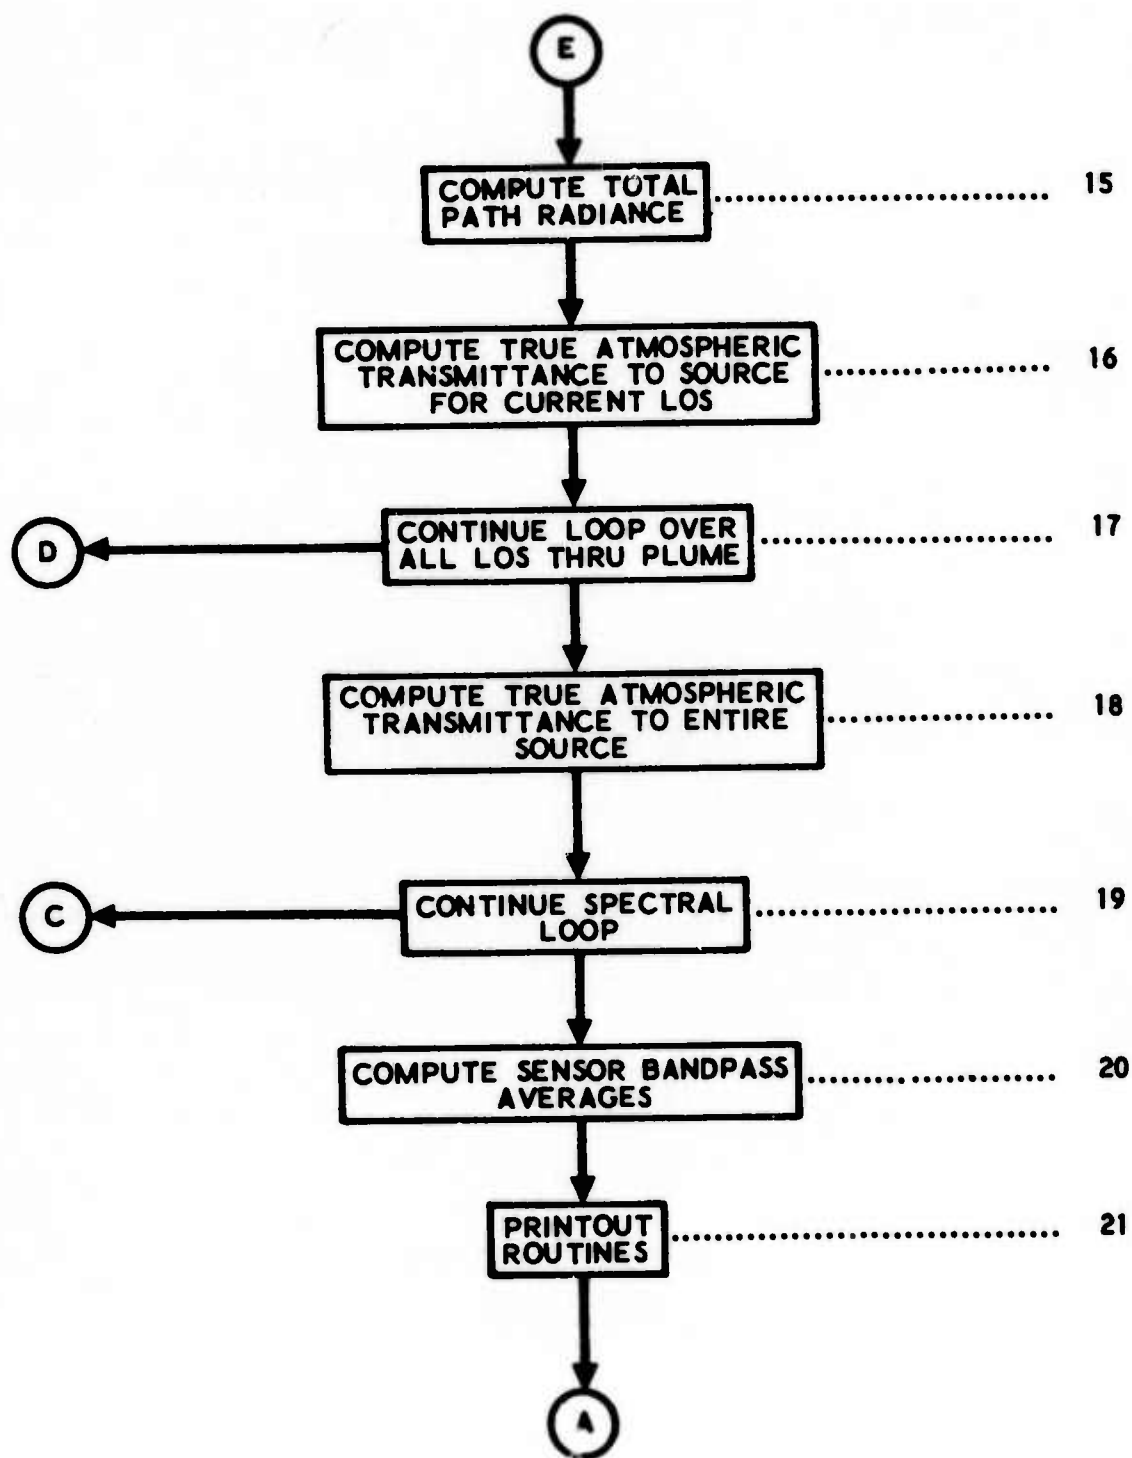 E
COMPUTE TOTAL
PATH RADIANCE
15
COMPUTE TRUE ATMOSPHERIC
TRANSMITTANCE TO SOURCE
FOR CURRENT LOS
16
D
CONTINUE LOOP OVER
ALL LOS THRU PLUME
17
COMPUTE TRUE ATMOSPHERIC
TRANSMITTANCE TO ENTIRE
SOURCE
18
C
CONTINUE SPECTRAL
LOOP
19
COMPUTE SENSOR BANDPASS
AVERAGES
20
PRINTOUT
ROUTINES
21
A